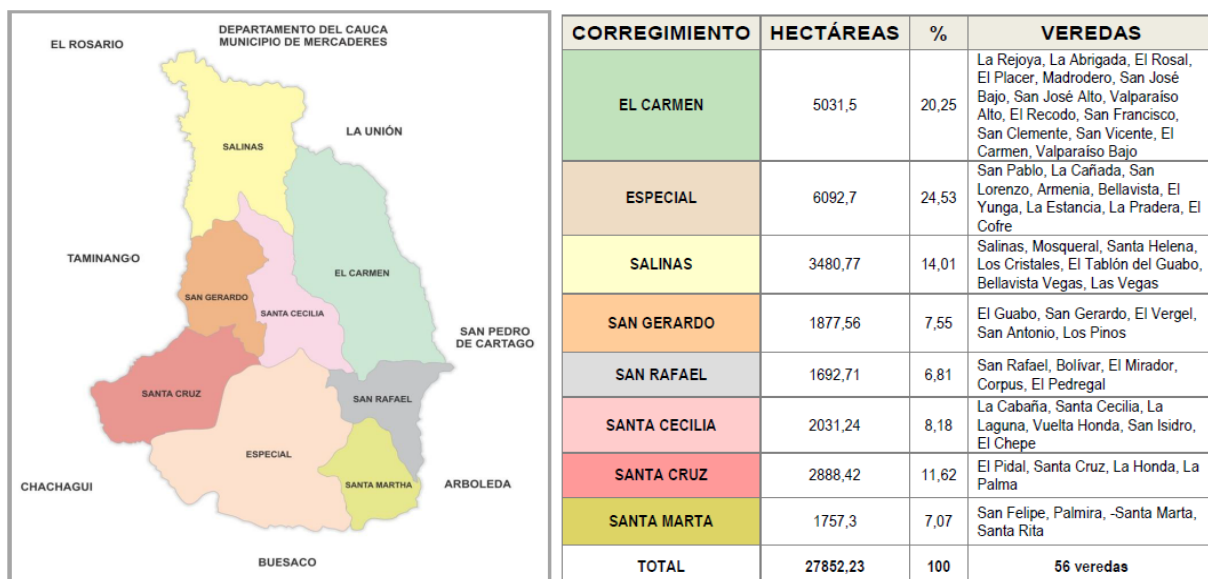 DEPARTAMENTO DEL CAUCA
MUNICIPIO DE MERCADERES
EL ROSARIO
LA UNIÓN
SALINAS
TAMINANGO
EL CARMEN
SAN GERARDO
SANTA CECILIA
SAN PEDRO
DE CARTAGO
SANTA CRUZ
SAN RAFAEL
ESPECIAL
CHACHAGUI
SANTA MARTHA
ARBOLEDA
BUESACO
CORREGIMIENTO HECTÁREAS % VEREDAS
EL CARMEN 5031,5 20,25
La Rejoya, La Abrigada, El Rosal,
El Placer, Madrodero, San José
Bajo, San José Alto, Valparaíso
Alto, El Recodo, San Francisco,
San Clemente, San Vicente, El
Carmen, Valparaíso Bajo
ESPECIAL 6092,7 24,53
San Pablo, La Cañada, San
Lorenzo, Armenia, Bellavista, El
Yunga, La Estancia, La Pradera, El
Cofre
SALINAS 3480,77 14,01
Salinas, Mosqueral, Santa Helena,
Los Cristales, El Tablón del Guabo,
Bellavista Vegas, Las Vegas
SAN GERARDO 1877,56 7,55
El Guabo, San Gerardo, El Vergel,
San Antonio, Los Pinos
SAN RAFAEL 1692,71 6,81
San Rafael, Bolívar, El Mirador,
Corpus, El Pedregal
SANTA CECILIA 2031,24 8,18
La Cabaña, Santa Cecilia, La
Laguna, Vuelta Honda, San Isidro,
El Chepe
SANTA CRUZ 2888,42 11,62
El Pidal, Santa Cruz, La Honda, La
Palma
SANTA MARTA 1757,3 7,07
San Felipe, Palmira, -Santa Marta,
Santa Rita
TOTAL 27852,23 100 56 veredas